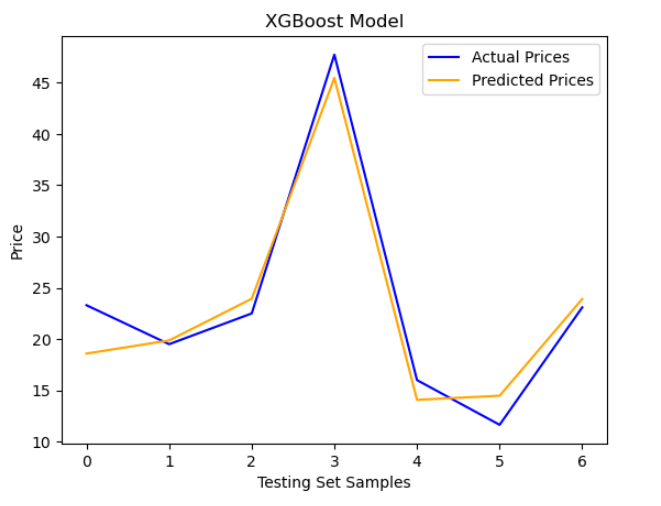 XGBoost Model
Actual Prices
Predicted Prices
45
40
35
30
25
20
15
10
Price
0 1 2 3 4 5 6
Testing Set Samples